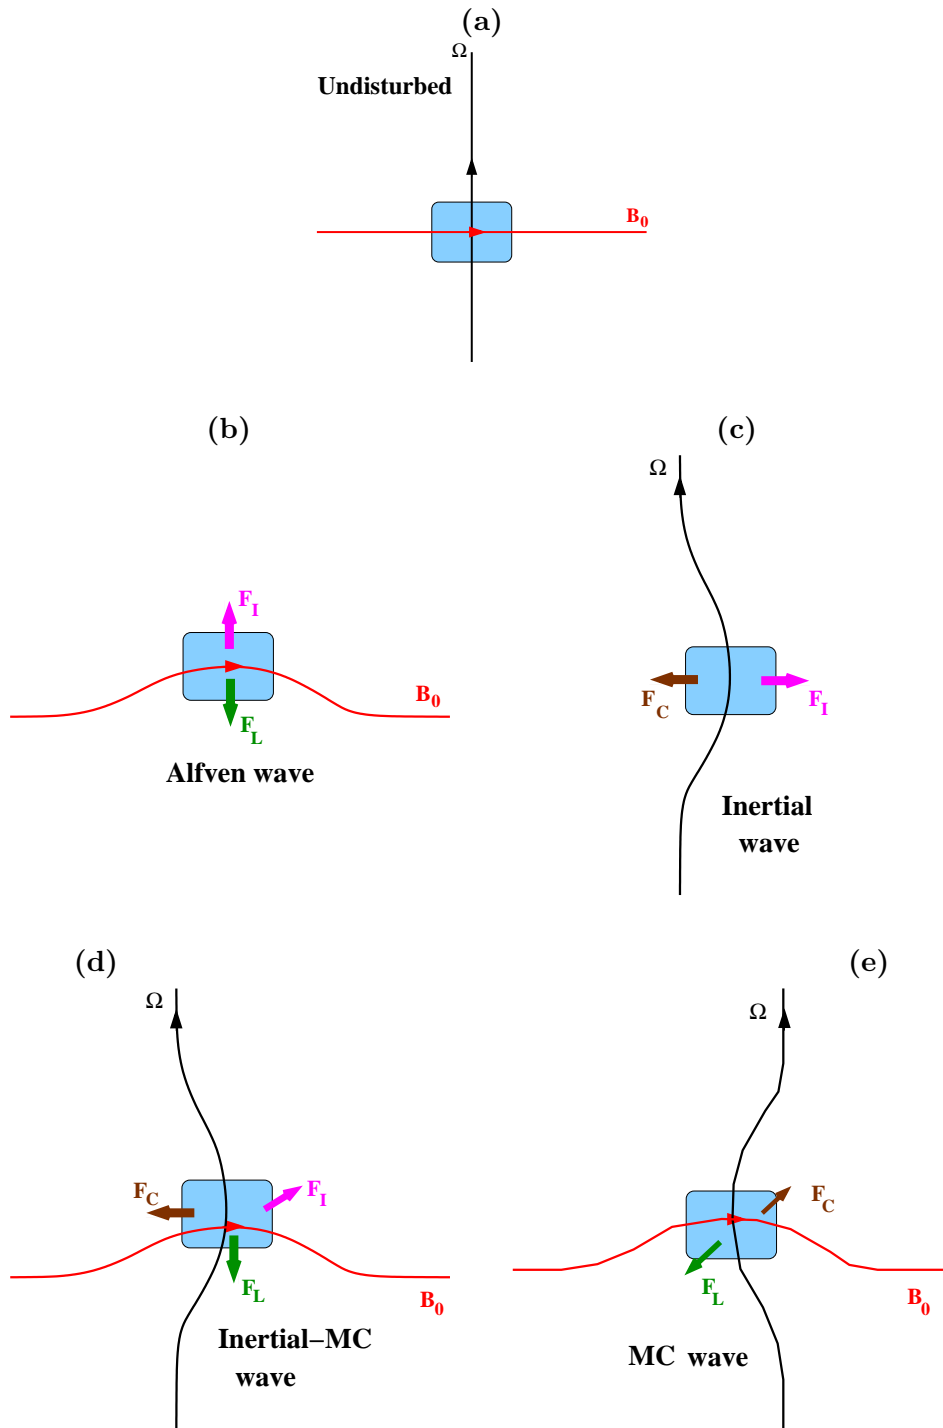 (a)
Ω
Undisturbed
B0
(b)
(c)
Ω
FI
B0
FL
FC
FI
Alfven wave
Inertial
wave
(d)
(e)
Ω
Ω
FC
FI
FC
FL
FL
B0
B0
Inertial−MC
wave
MC wave